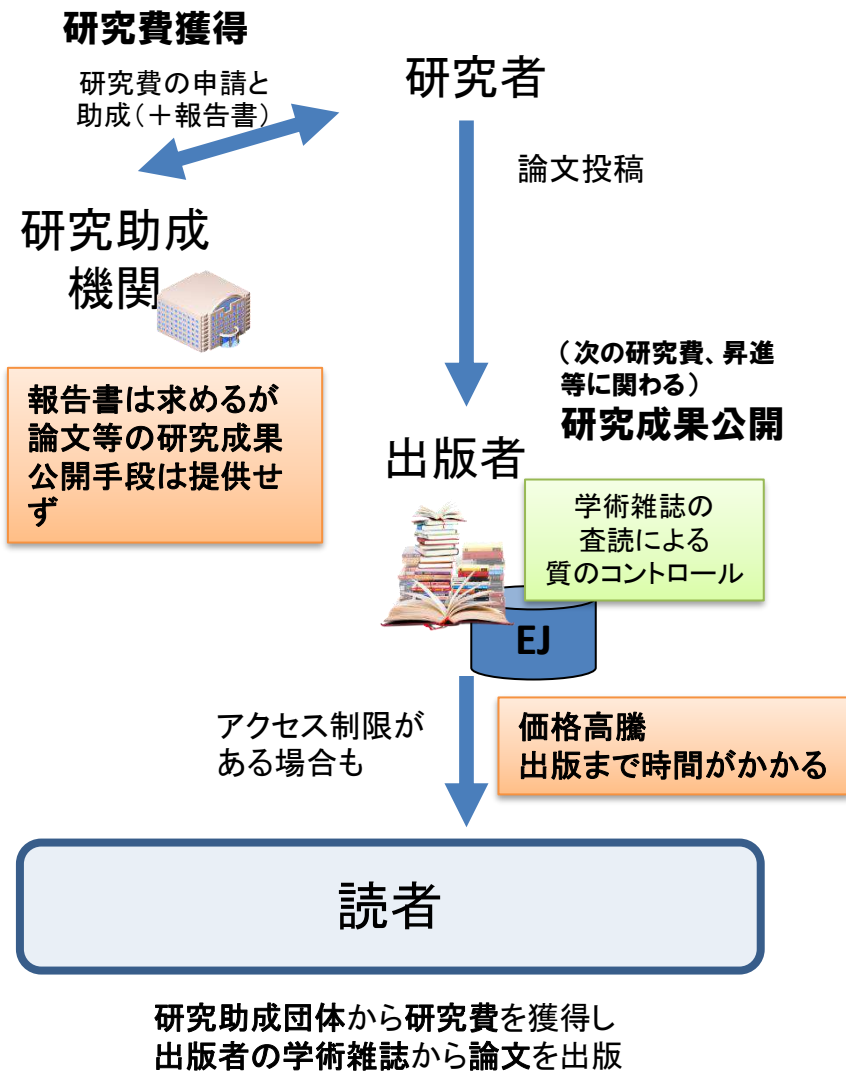 研究費獲得
研究費の申請と
助成（＋報告書）
研究者
論文投稿
研究助成
機関
報告書は求めるが
論文等の研究成果
公開手段は提供せ
ず
（次の研究費、昇進
等に関わる）
研究成果公開
出版者
学術雑誌の
査読による
質のコントロール
EJ
アクセス制限が
ある場合も
価格高騰
出版まで時間がかかる
読者
研究助成団体から研究費を獲得し
出版者の学術雑誌から論文を出版